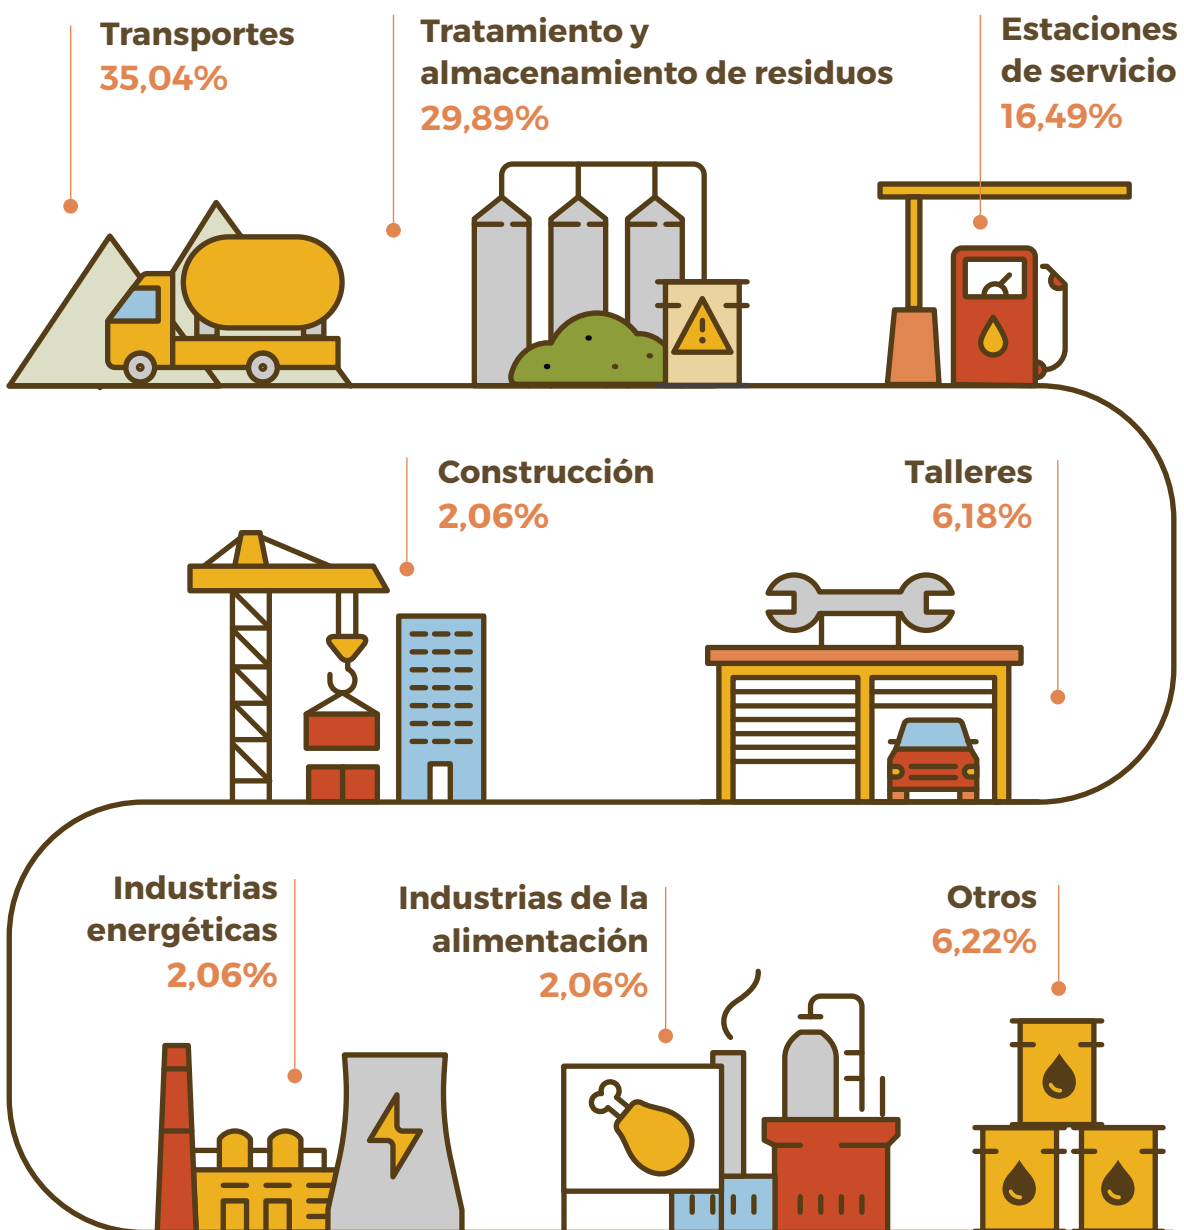 Transportes
35,04%
Tratamiento y
almacenamiento de residuos
29,89%
Estaciones
de servicio
16,49%
Construcción
2,06%
Talleres
6,18%
Industrias
energéticas
2,06%
Industrias de la
alimentación
2,06%
Otros
6,22%